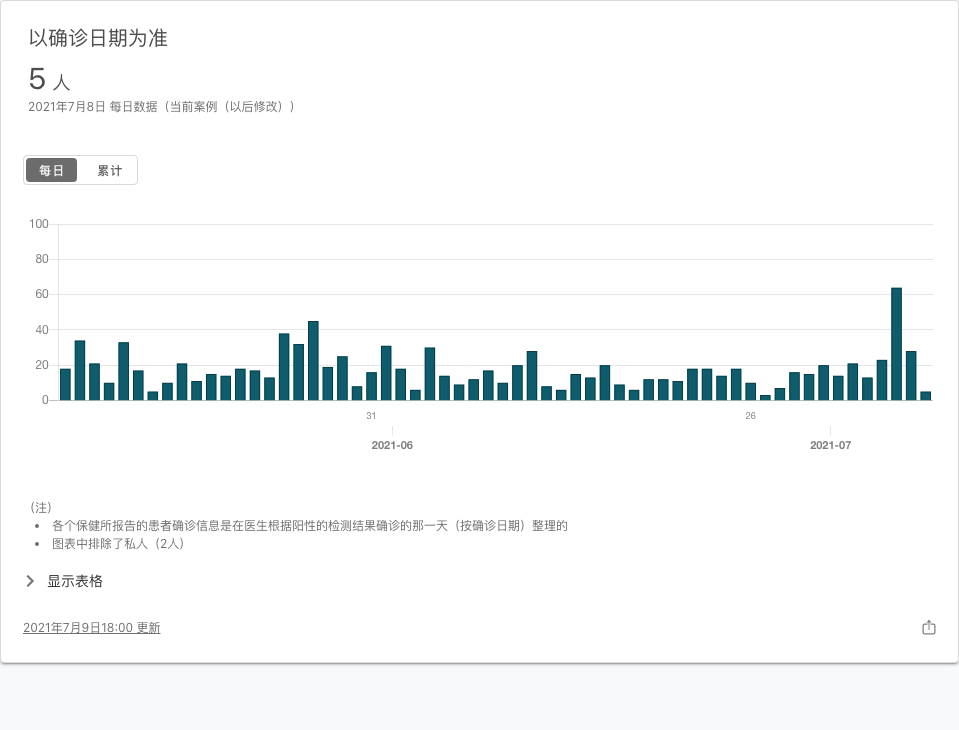 以确诊日期为准
5 人
2021年7月8日 每日数据（当前案例（以后修改））
每日 累计
100
80
60
40
20
0
31 26
2021-06 2021-07
（注）
• 各个保健所报告的患者确诊信息是在医生根据阳性的检测结果确诊的那一天（按确诊日期）整理的
• 图表中排除了私人（2人）
显示表格
2021年7月9日18:00 更新